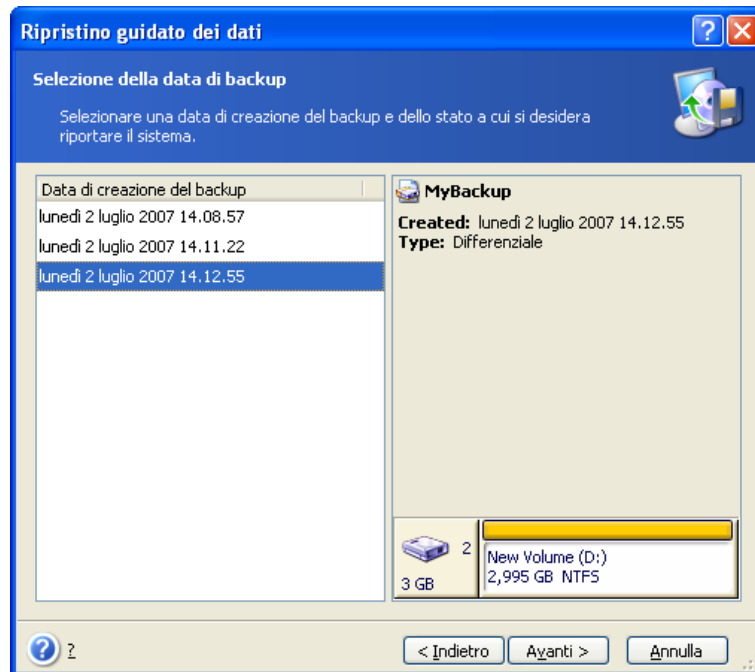 Ripristino guidato dei dati
Selezione della data di backup
Selezionare una data di creazione del backup e dello stato a cui si desidera
riportare il sistema.
Data di creazione del backup
lunedì 2 luglio 2007 14.08.57
lunedì 2 luglio 2007 14.11.22
lunedì 2 luglio 2007 14.12.55
MyBackup
Created: lunedì 2 luglio 2007 14.12.55
Type: Differenziale
2
3 GB
New Volume (D:)
2,995 GB NTFS
?
< Indietro
Avanti >
Annulla